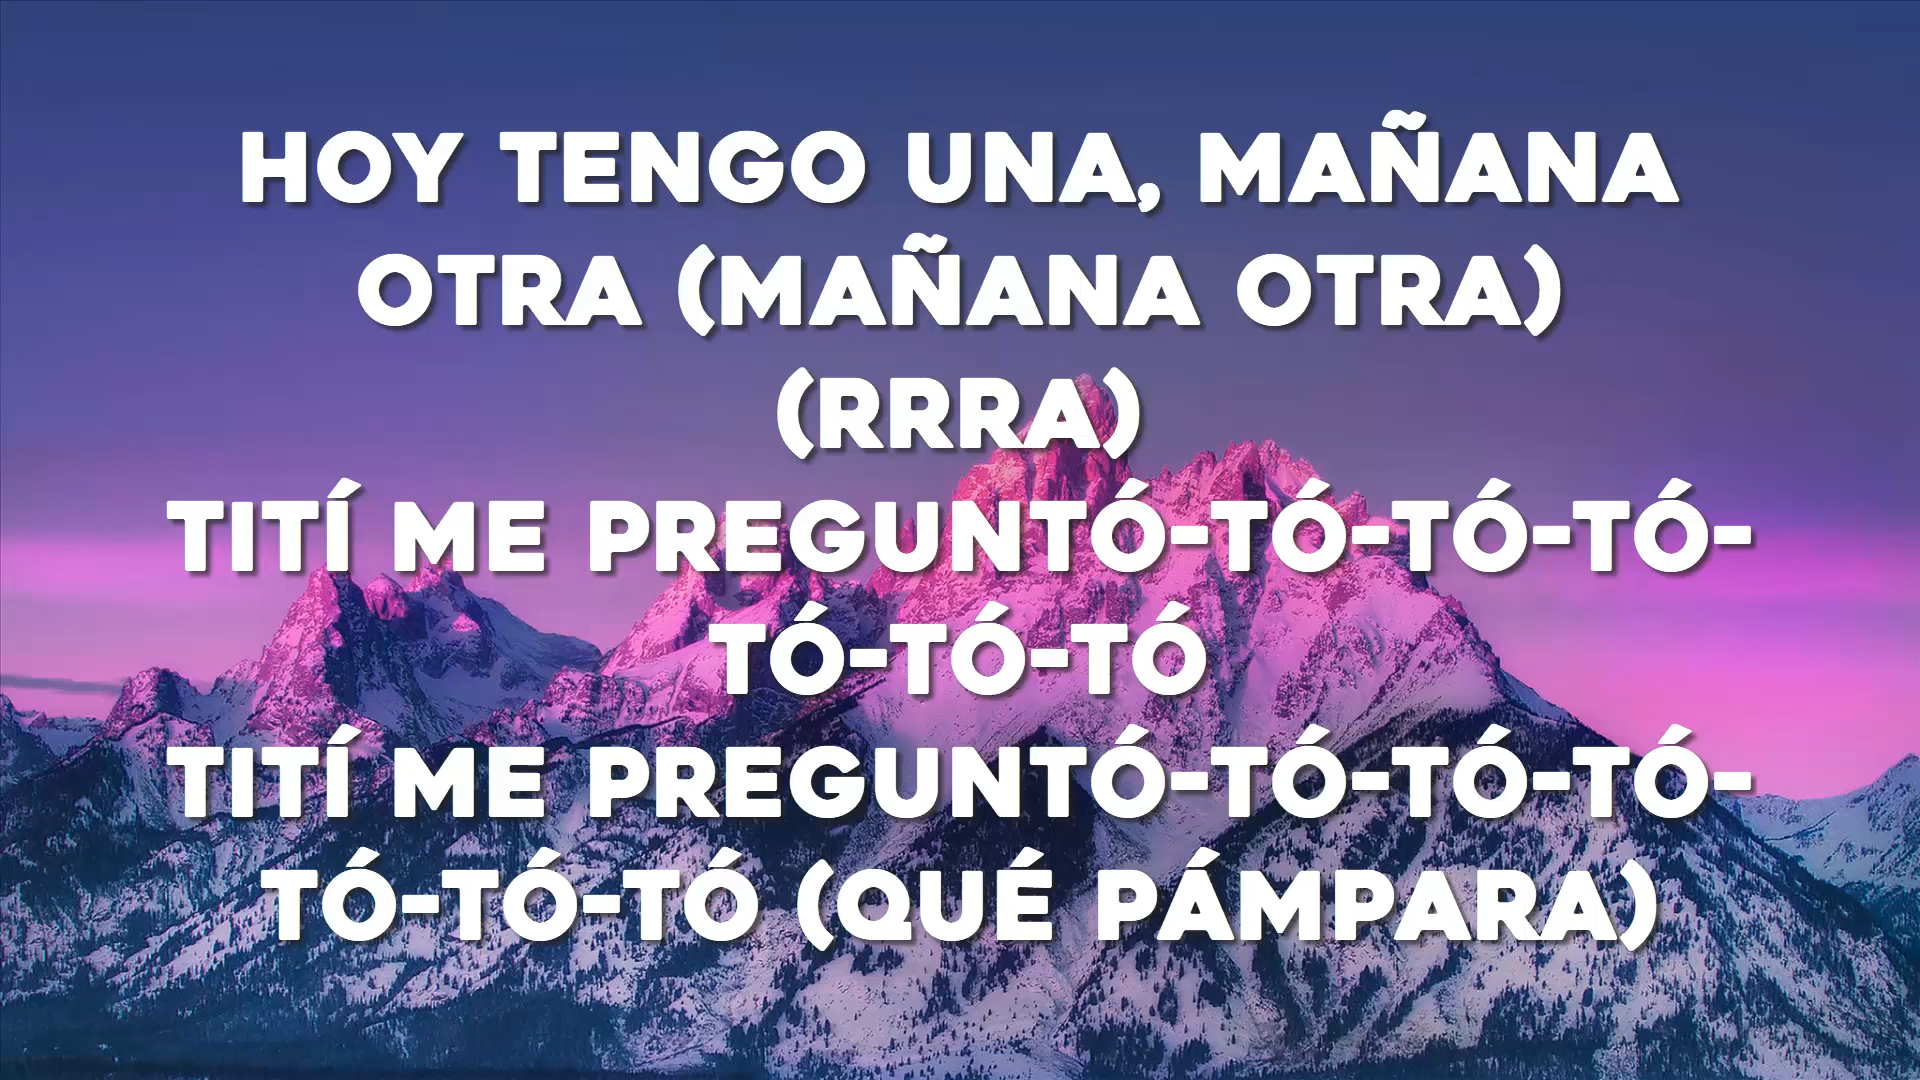 HOY TENGO UNA, MAÑANA
OTRA (MAÑANA OTRA)
(RRRA)
TITÍ ME PREGUNTÓ-TÓ-TÓ-TÓ-
TÓ-TÓ-TÓ
TITÍ ME PREGUNTÓ-TÓ-TÓ-TÓ-
TÓ-TÓ-TÓ (QUÉ PÁMPARA)